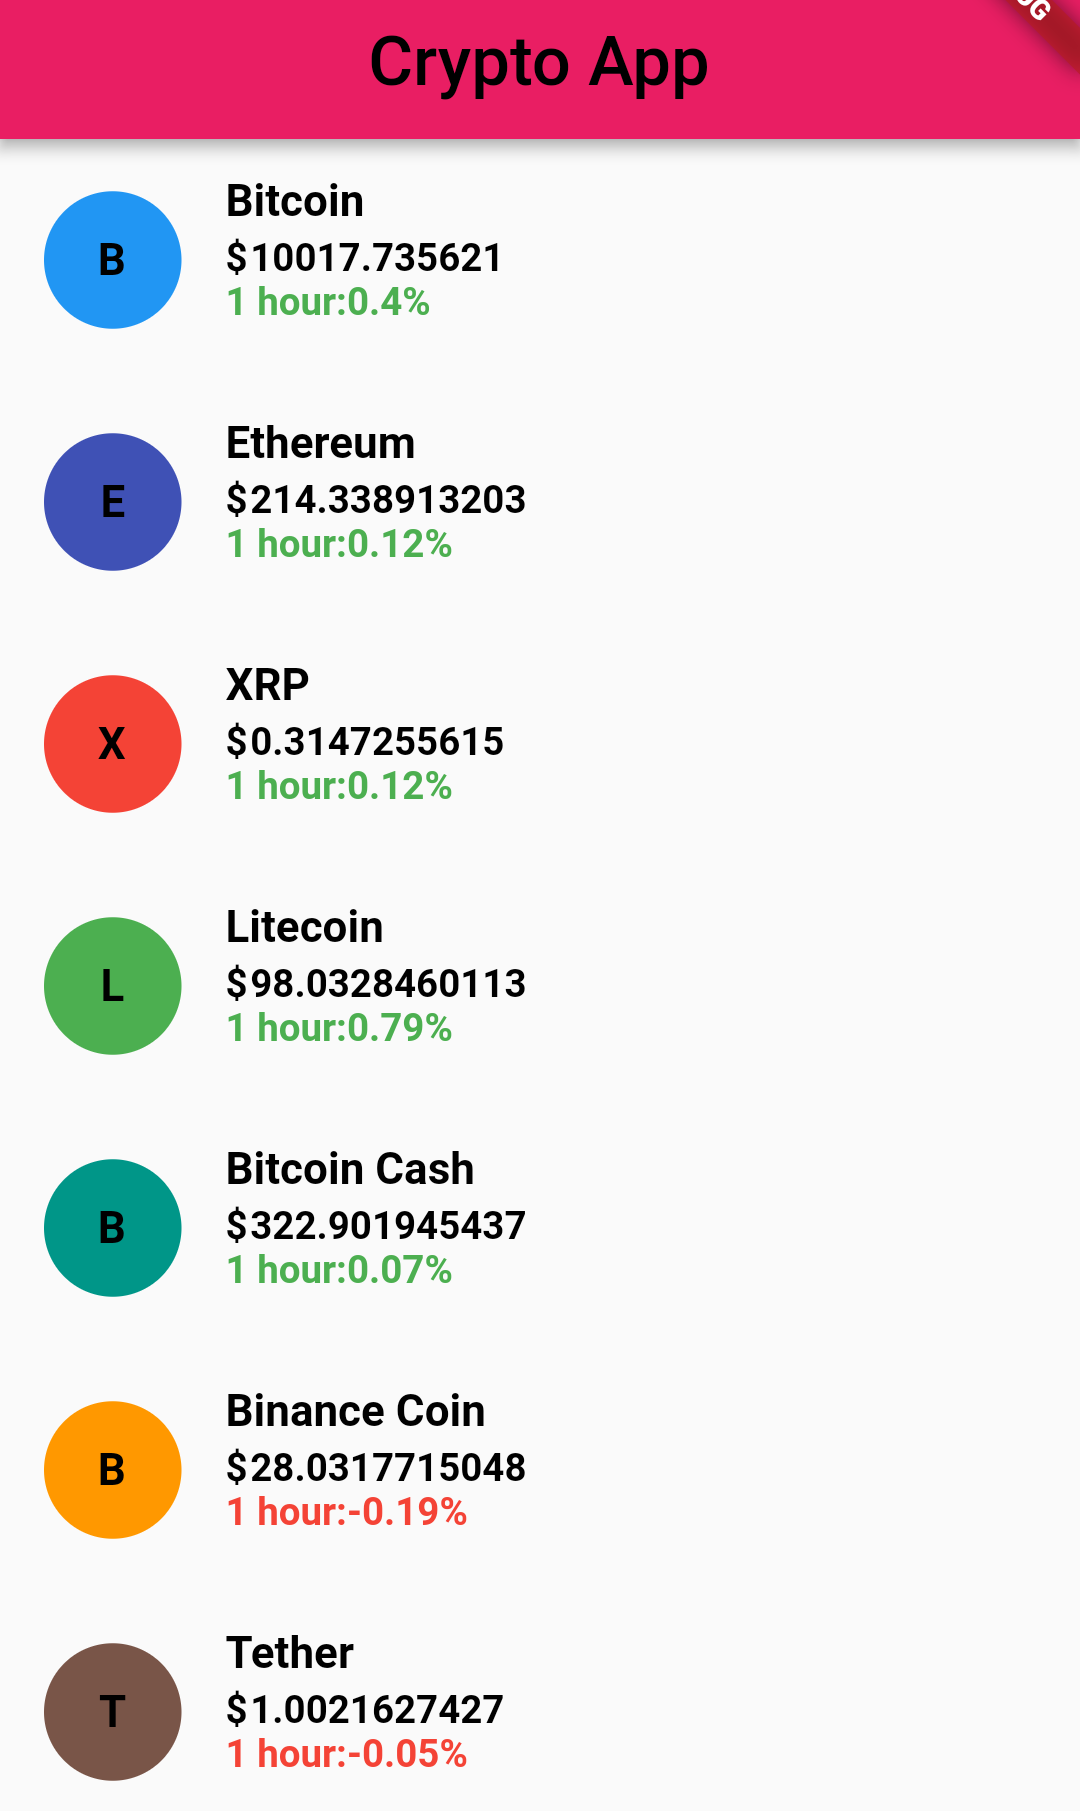 Crypto App
B
Bitcoin
$10017.735621
1 hour:0.4%
E
Ethereum
$214.338913203
1 hour:0.12%
X
XRP
$0.3147255615
1 hour:0.12%
L
Litecoin
$98.0328460113
1 hour:0.79%
B
Bitcoin Cash
$322.901945437
1 hour:0.07%
B
Binance Coin
$28.0317715048
1 hour:-0.19%
T
Tether
$1.0021627427
1 hour:-0.05%